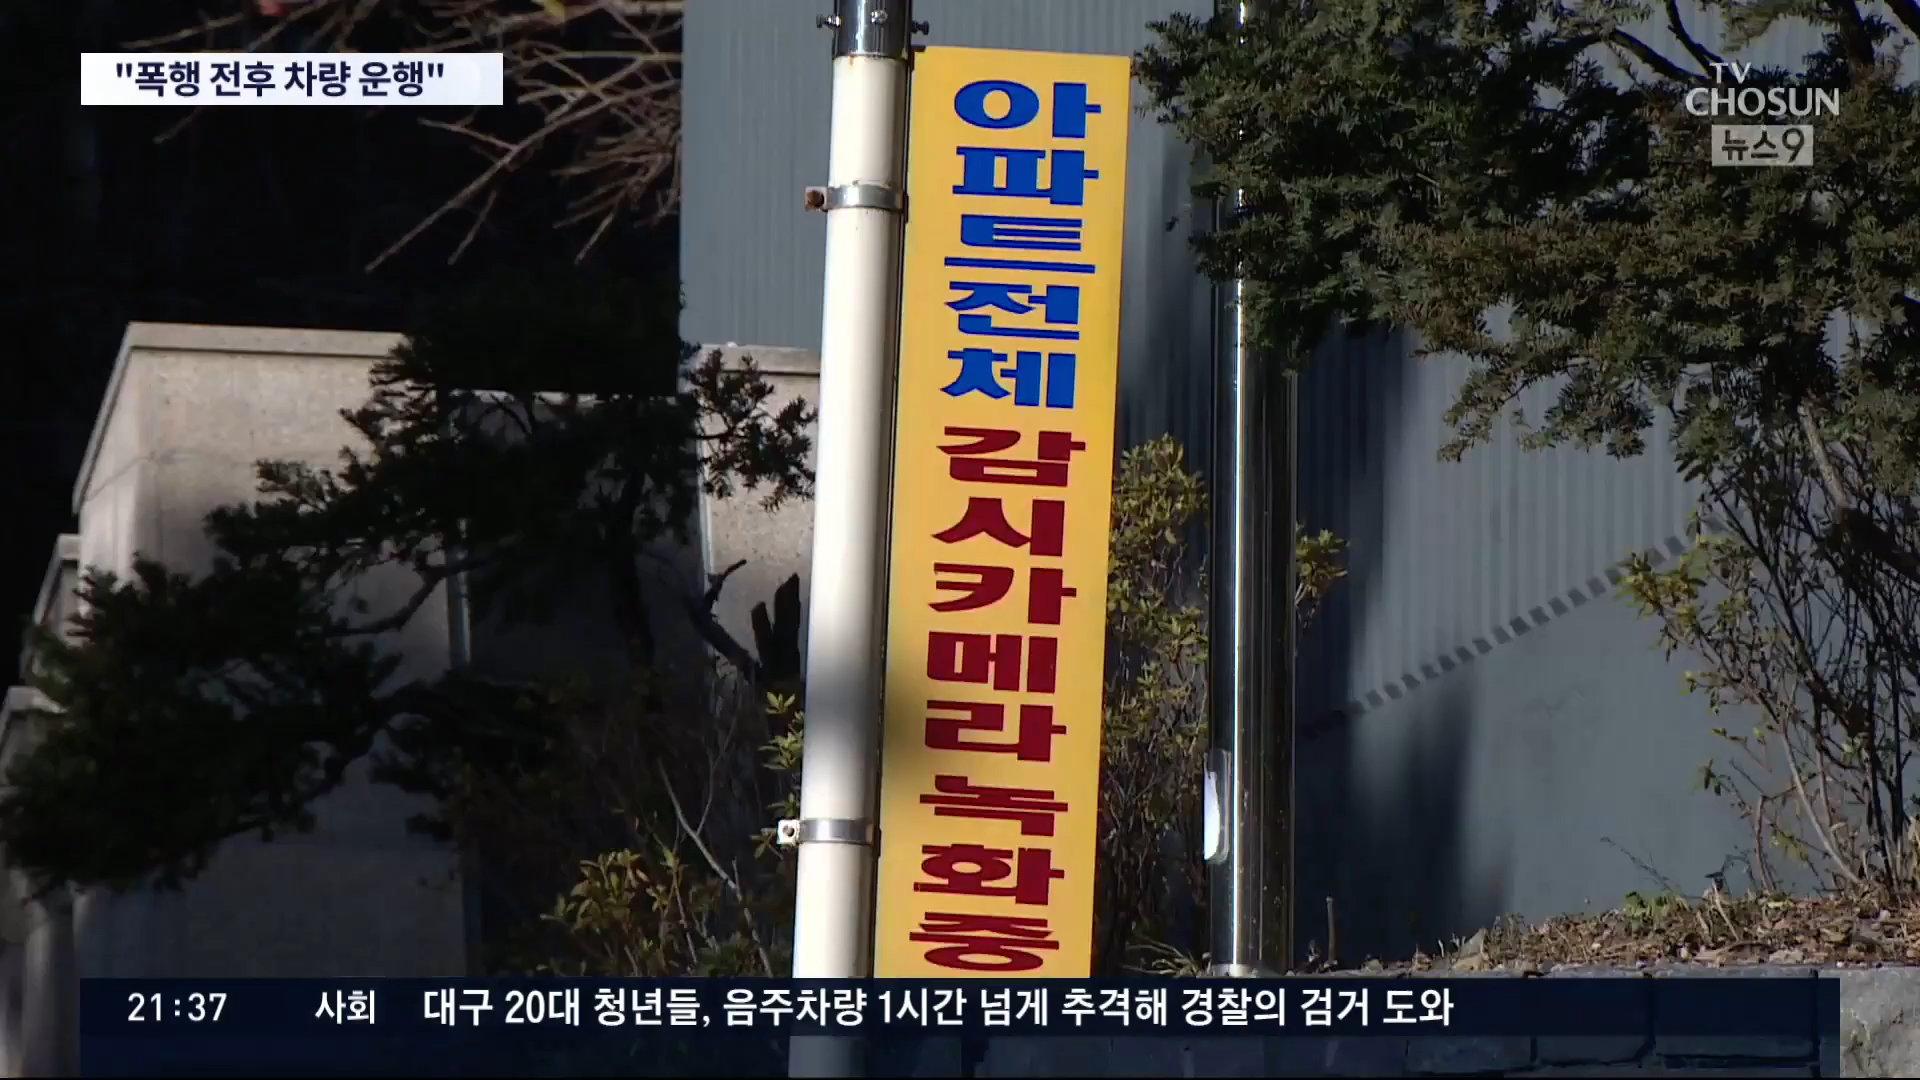 "폭행 전후 차량 운행"
TV
CHOSUN
뉴스9
아파트전체 감시카메라녹화중
21:37 사회 대구 20대 청년들, 음주차량 1시간 넘게 추격해 경찰의 검거 도와